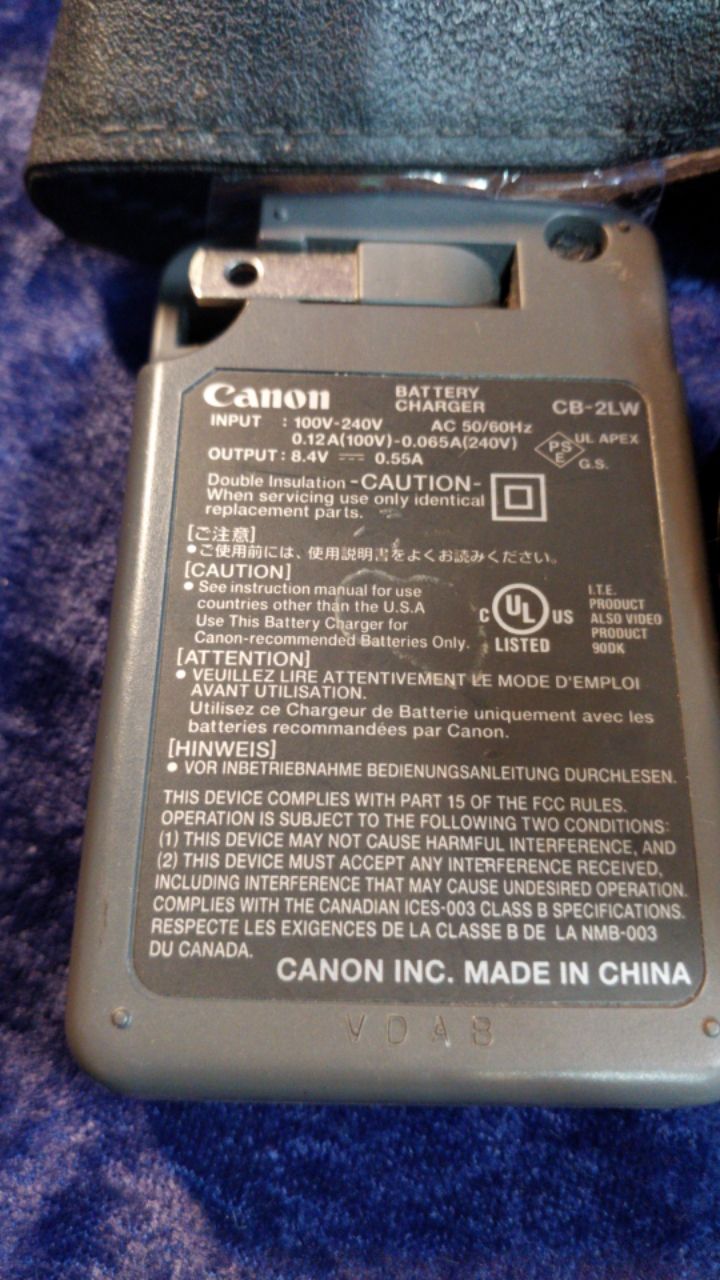 Canon BATTERY CHARGER CB-2LW
INPUT : 100V-240V AC 50/60Hz
0.12A(100V)-0.065A(240V)
OUTPUT : 8.4V ⎓ 0.55A
PSE UL APEX
G.S.
Double Insulation -CAUTION-
When servicing use only identical
replacement parts.
[ご注意]
●ご使用前には、使用説明書をよくお読みください。
[CAUTION]
● See instruction manual for use
countries other than the U.S.A
Use This Battery Charger for
Canon-recommended Batteries Only.
C UL US
LISTED
I.T.E.
PRODUCT
ALSO VIDEO
PRODUCT
90DK
[ATTENTION]
● VEUILLEZ LIRE ATTENTIVEMENT LE MODE D'EMPLOI
AVANT UTILISATION.
Utilisez ce Chargeur de Batterie uniquement avec les
batteries recommandées par Canon.
[HINWEIS]
● VOR INBETRIEBNAHME BEDIENUNGSANLEITUNG DURCHLESEN.
THIS DEVICE COMPLIES WITH PART 15 OF THE FCC RULES.
OPERATION IS SUBJECT TO THE FOLLOWING TWO CONDITIONS:
(1) THIS DEVICE MAY NOT CAUSE HARMFUL INTERFERENCE, AND
(2) THIS DEVICE MUST ACCEPT ANY INTERFERENCE RECEIVED,
INCLUDING INTERFERENCE THAT MAY CAUSE UNDESIRED OPERATION.
COMPLIES WITH THE CANADIAN ICES-003 CLASS B SPECIFICATIONS.
RESPECTE LES EXIGENCES DE LA CLASSE B DE LA NMB-003
DU CANADA.
CANON INC. MADE IN CHINA
VDAB